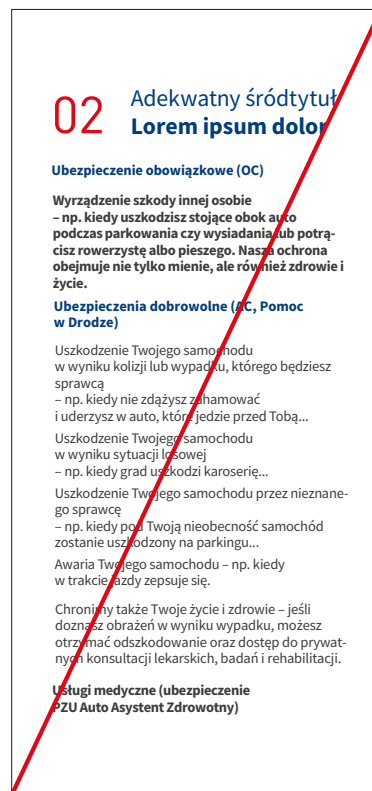 02
Adekwatny śródtytuł
Lorem ipsum dolor
Ubezpieczenie obowiązkowe (OC)
Wyrządzenie szkody innej osobie
– np. kiedy uszkodzisz stojące obok auto
podczas parkowania czy wysiadania lub potrą-
cisz rowerzystę albo pieszego. Nasza ochrona
obejmuje nie tylko mienie, ale również zdrowie i
życie.
Ubezpieczenia dobrowolne (AC, Pomoc
w Drodze)
Uszkodzenie Twojego samochodu
w wyniku kolizji lub wypadku, którego będziesz
sprawcą
– np. kiedy nie zdążysz zahamować
i uderzysz w auto, które jedzie przed Tobą...
Uszkodzenie Twojego samochodu
w wyniku sytuacji losowej
– np. kiedy grad uszkodzi karoserię...
Uszkodzenie Twojego samochodu przez nieznane-
go sprawcę
– np. kiedy pod Twoją nieobecność samochód
zostanie uszkodzony na parkingu...
Awaria Twojego samochodu – np. kiedy
w trakcie jazdy zepsuje się.
Chronimy także Twoje życie i zdrowie – jeśli
doznasz obrażeń w wyniku wypadku, możesz
otrzymać odszkodowanie oraz dostęp do prywat-
nych konsultacji lekarskich, badań i rehabilitacji.
Usługi medyczne (ubezpieczenie
PZU Auto Asystent Zdrowotny)